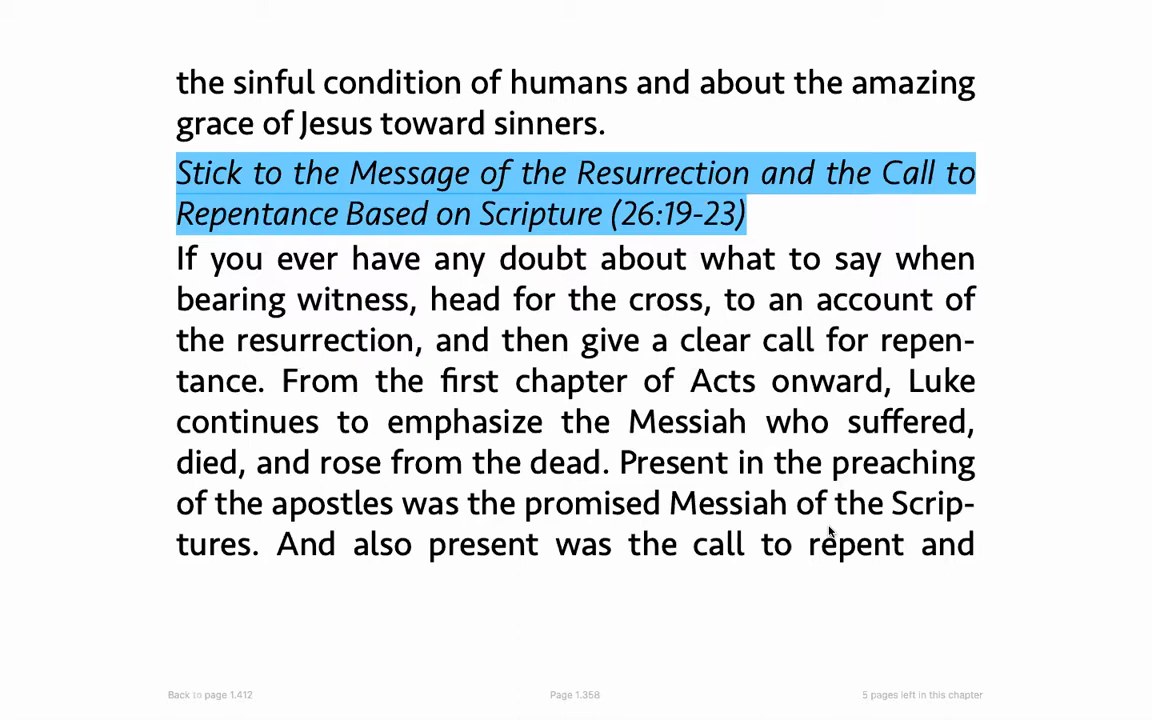 the sinful condition of humans and about the amazing
grace of Jesus toward sinners.
Stick to the Message of the Resurrection and the Call to
Repentance Based on Scripture (26:19-23)
If you ever have any doubt about what to say when
bearing witness, head for the cross, to an account of
the resurrection, and then give a clear call for repen-
tance. From the first chapter of Acts onward, Luke
continues to emphasize the Messiah who suffered,
died, and rose from the dead. Present in the preaching
of the apostles was the promised Messiah of the Scrip-
tures. And also present was the call to repent and
Back to page 1.412
Page 1.358
5 pages left in this chapter